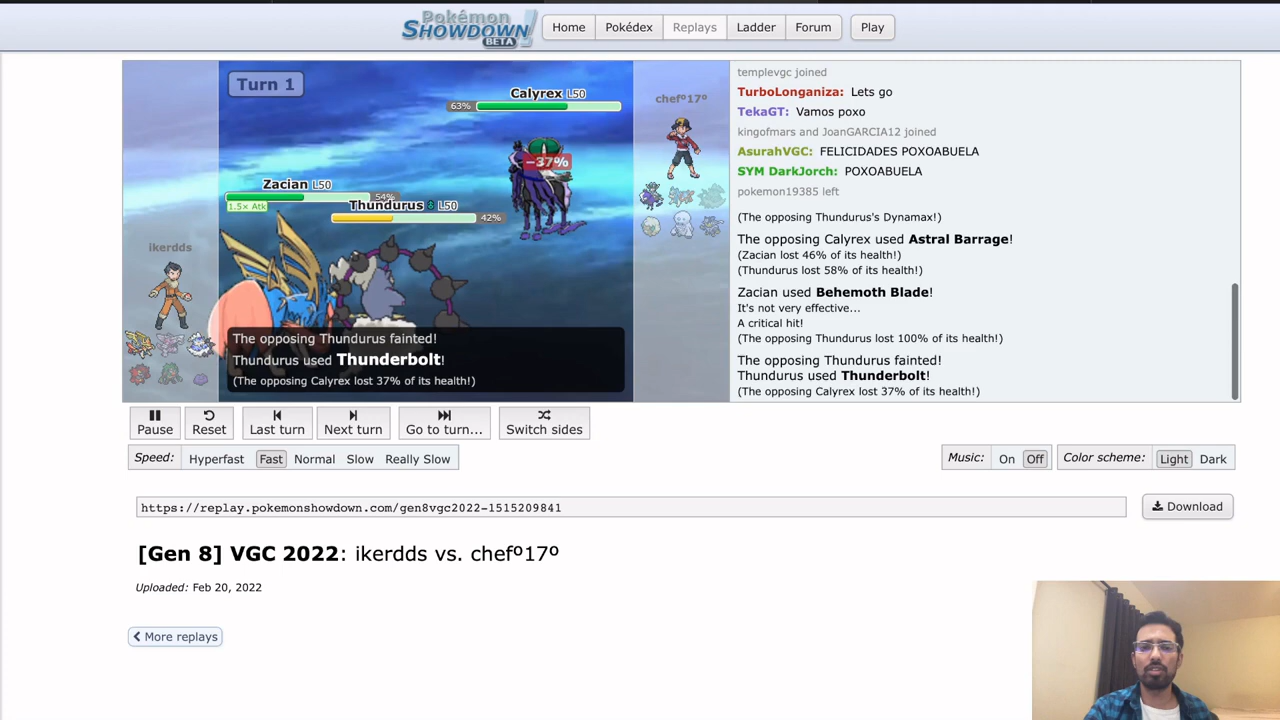 Pokémon
SHOWDOWN!
BETA
Home
Pokédex
Replays
Ladder
Forum
Play
Turn 1
ikerdds
Calyrex L50
63%
-37%
Zacian L50
54%
1.5× Atk
Thundurus L50
42%
The opposing Thundurus fainted!
Thundurus used Thunderbolt!
(The opposing Calyrex lost 37% of its health!)
chefº17º
templevgc joined
TurboLonganiza: Lets go
TekaGT: Vamos poxo
kingofmars and JoanGARCIA12 joined
AsurahVGC: FELICIDADES POXOABUELA
SYM DarkJorch: POXOABUELA
pokemon19385 left
(The opposing Thundurus's Dynamax!)
The opposing Calyrex used Astral Barrage!
(Zacian lost 46% of its health!)
(Thundurus lost 58% of its health!)
Zacian used Behemoth Blade!
It's not very effective...
A critical hit!
(The opposing Thundurus lost 100% of its health!)
The opposing Thundurus fainted!
Thundurus used Thunderbolt!
(The opposing Calyrex lost 37% of its health!)
Pause
Reset
Last turn
Next turn
Go to turn...
Switch sides
Speed: Hyperfast Fast Normal Slow Really Slow
Music: On Off
Color scheme: Light Dark
https://replay.pokemonshowdown.com/gen8vgc2022-1515209841
Download
[Gen 8] VGC 2022: ikerdds vs. chefº17º
Uploaded: Feb 20, 2022
More replays